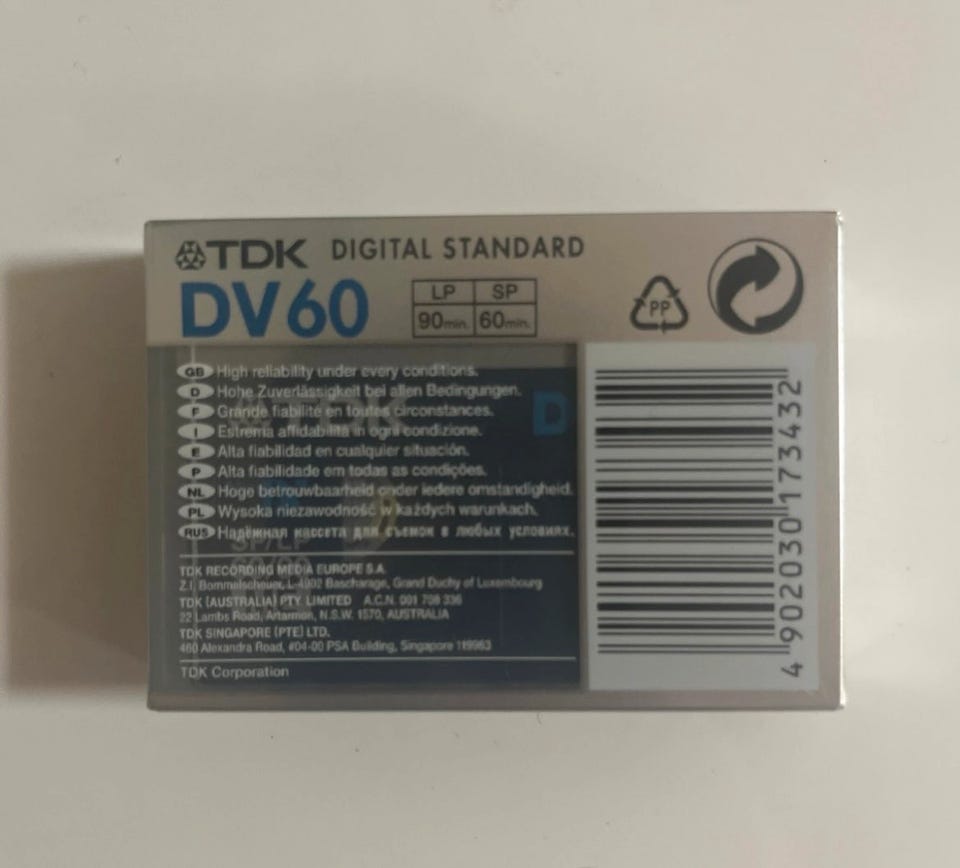 TDK DIGITAL STANDARD
DV60
LP SP
90min. 60min.
PP
GB High reliability under every conditions.
D Hohe Zuverlässigkeit bei allen Bedingungen.
F Grande fiabilité en toutes circonstances.
I Estrema affidabilità in ogni condizione.
E Alta fiabilidad en cualquier situación.
P Alta fiabilidade em todas as condições.
NL Hoge betrouwbaarheid onder iedere omstandigheid.
PL Wysoka niezawodność w każdych warunkach.
RUS Надёжная кассета для съемок в любых условиях.
SP/LP
TDK RECORDING MEDIA EUROPE S.A.
Z.I. Bommelscheuer, L-4902 Bascharage, Grand Duchy of Luxembourg
TDK (AUSTRALIA) PTY. LIMITED A.C.N. 001 708 336
22 Lambs Road, Artarmon, N.S.W. 1570, AUSTRALIA
TDK SINGAPORE (PTE) LTD.
460 Alexandra Road, #04-00 PSA Building, Singapore 119963
TDK Corporation
4 902030 173432